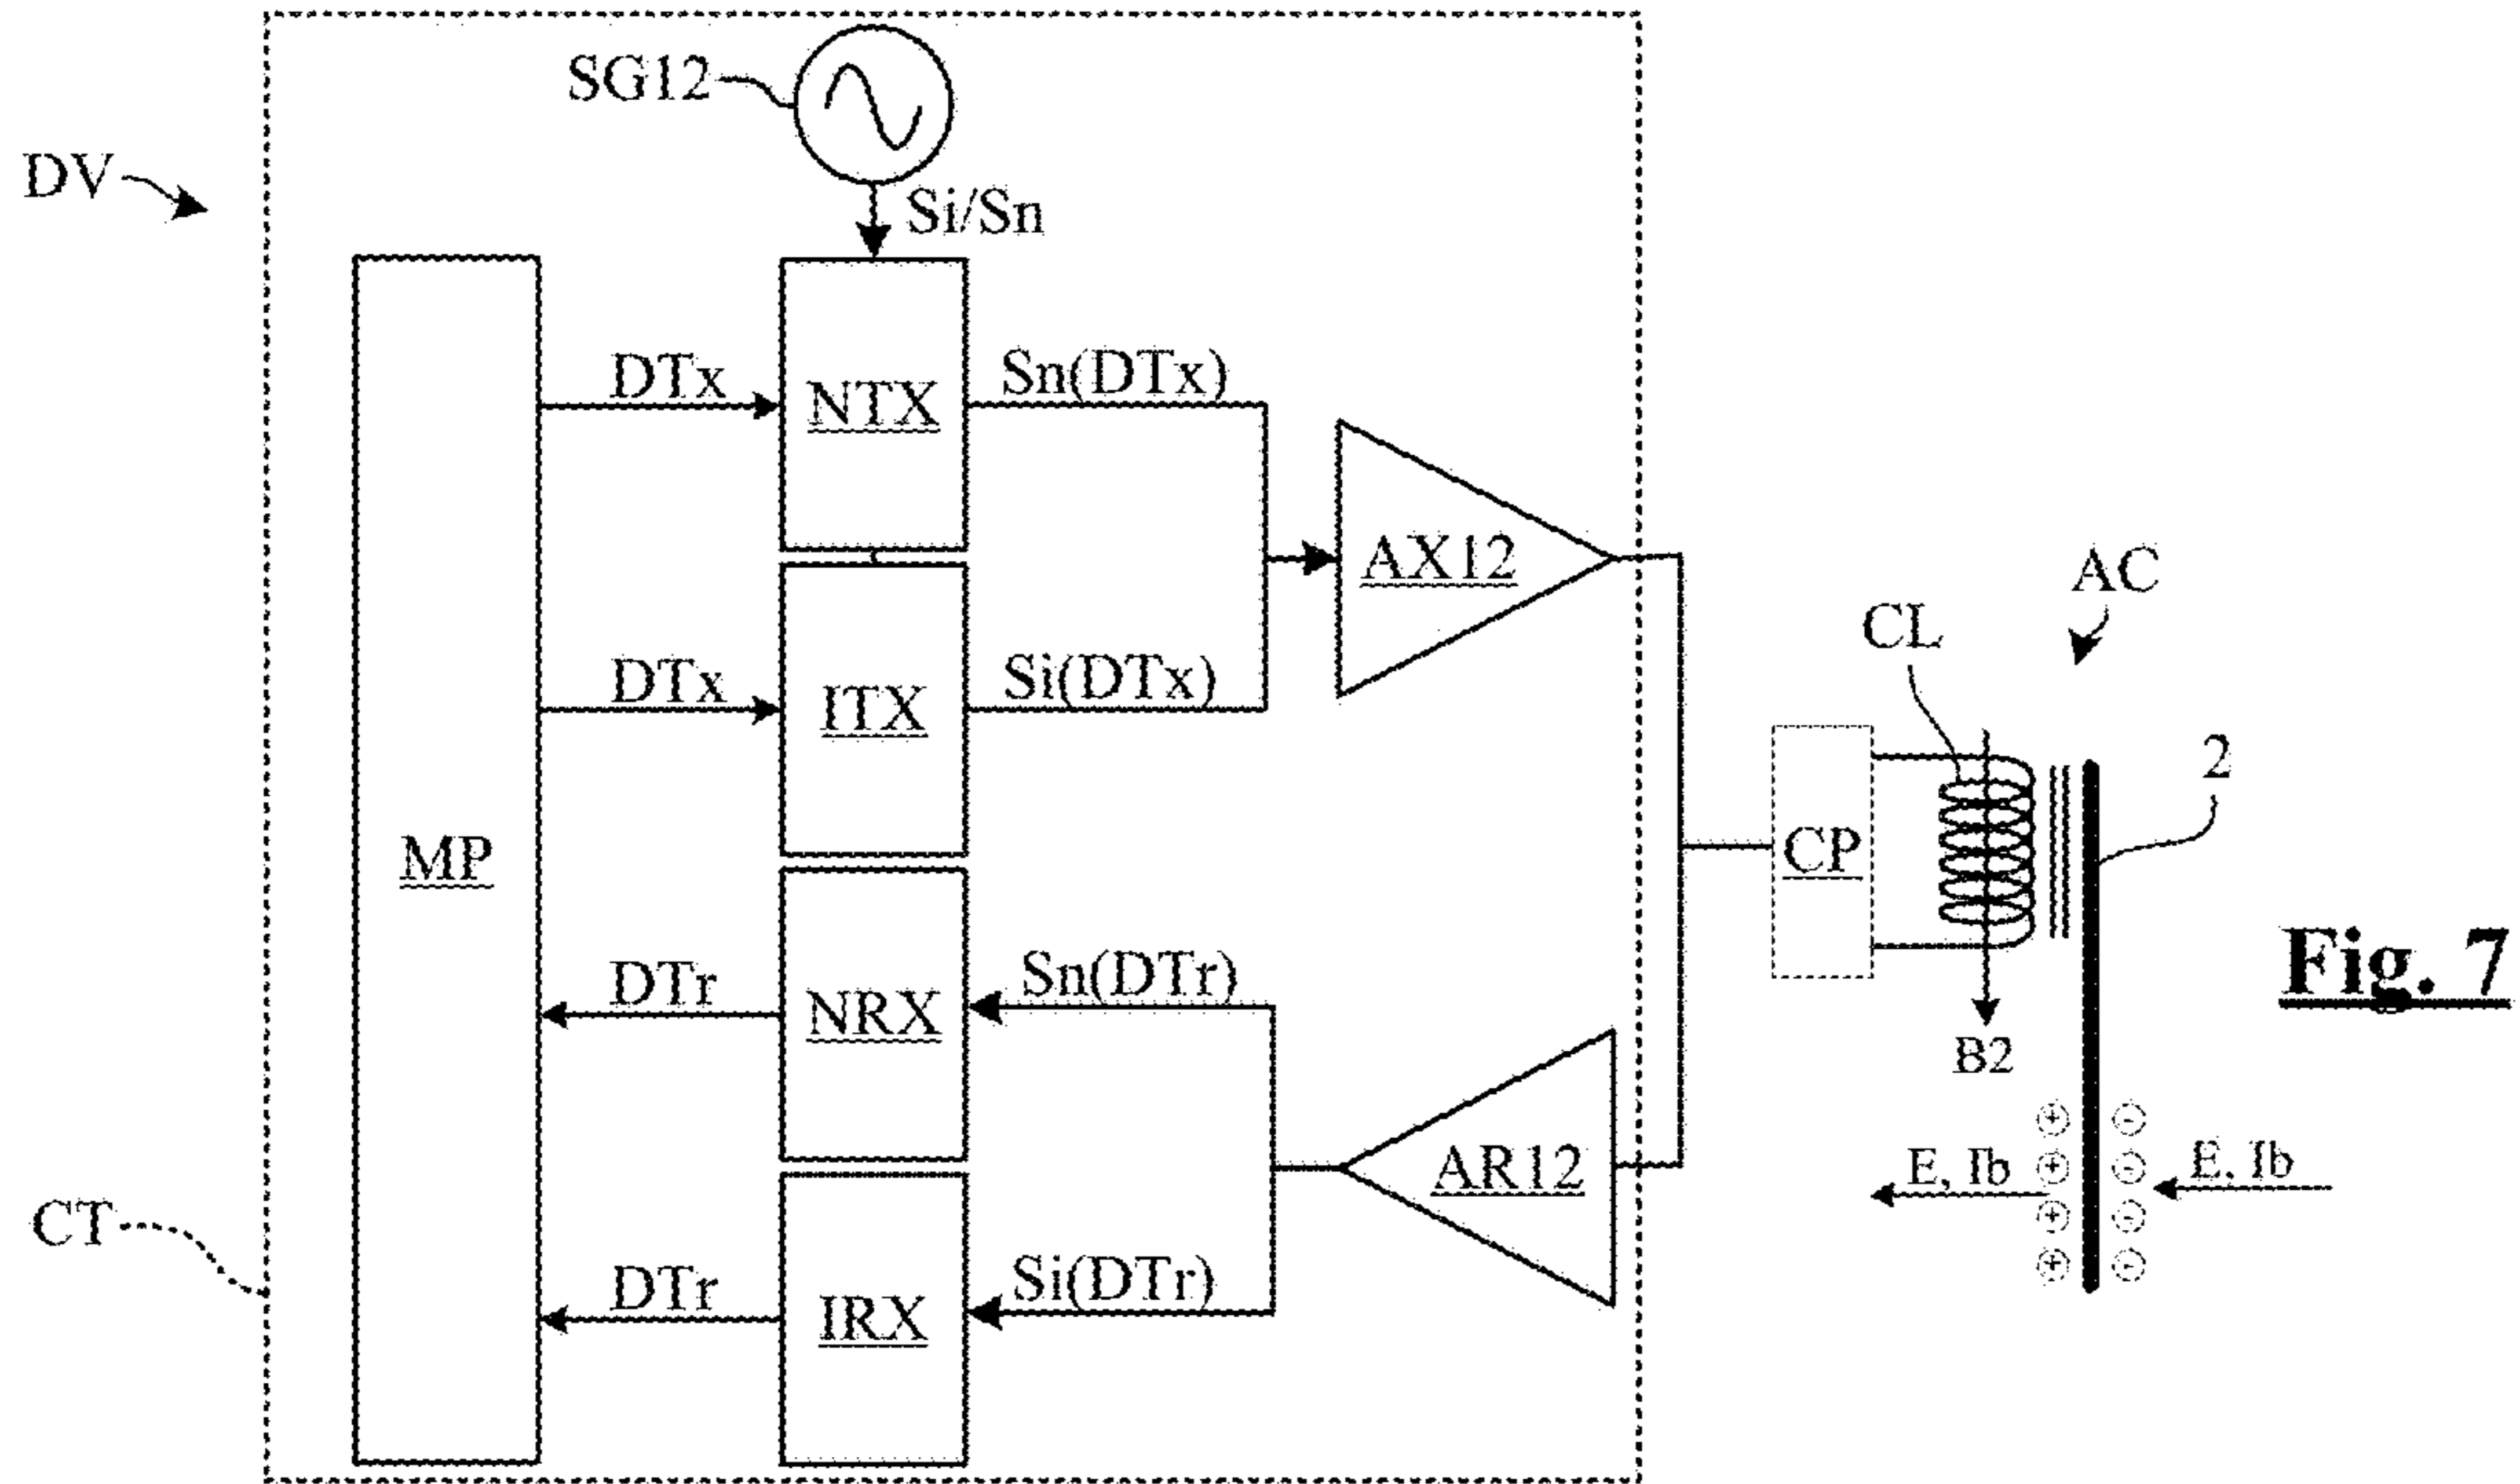 SG12
DV
Si/Sn
DTx
NTX
Sn(DTx)
AX12
AC
CL
DTx
ITX
Si(DTx)
2
MP
CP
Fig. 7
DTr
NRX
Sn(DTr)
B2
+ -
E, Ib
+ -
E, Ib
AR12
+ -
CT
+ -
DTr
IRX
Si(DTr)